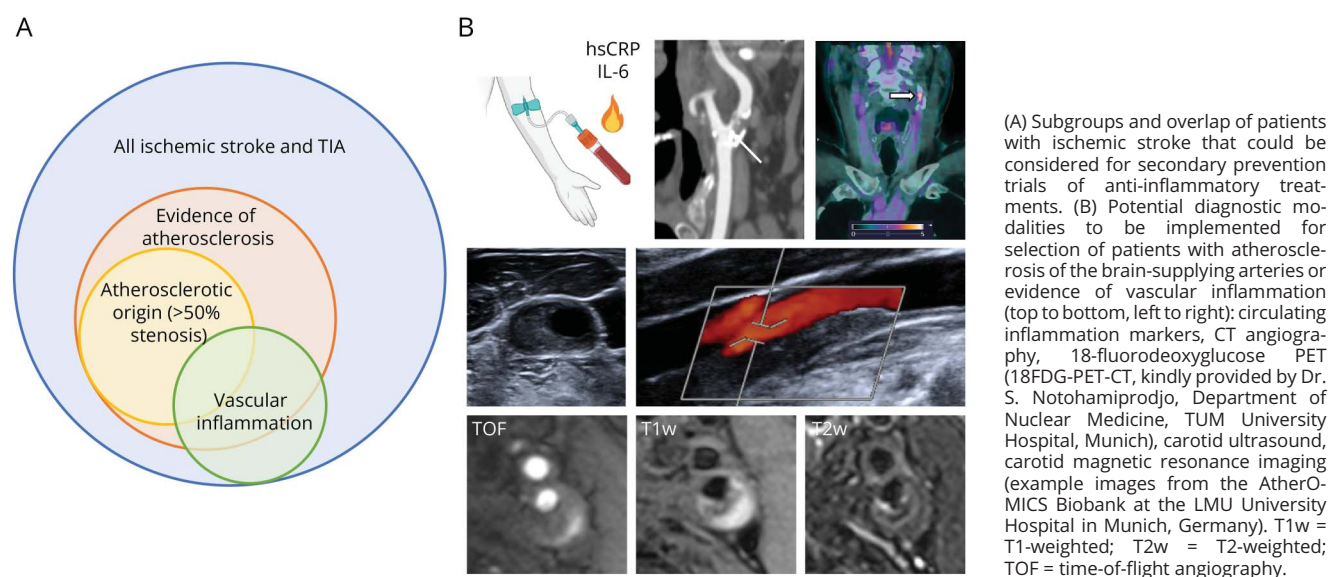 A
All ischemic stroke and TIA
Evidence of
atherosclerosis
Atherosclerotic
origin (>50%
stenosis)
Vascular
inflammation
B
hsCRP
IL-6
0
5
TOF
T1w
T2w
(A) Subgroups and overlap of patients
with ischemic stroke that could be
considered for secondary prevention
trials of anti-inflammatory treat-
ments. (B) Potential diagnostic mo-
dalities to be implemented for
selection of patients with atheroscle-
rosis of the brain-supplying arteries or
evidence of vascular inflammation
(top to bottom, left to right): circulating
inflammation markers, CT angiogra-
phy, 18-fluorodeoxyglucose PET
(18FDG-PET-CT, kindly provided by Dr.
S. Notohamiprodjo, Department of
Nuclear Medicine, TUM University
Hospital, Munich), carotid ultrasound,
carotid magnetic resonance imaging
(example images from the AtherO-
MICS Biobank at the LMU University
Hospital in Munich, Germany). T1w =
T1-weighted; T2w = T2-weighted;
TOF = time-of-flight angiography.